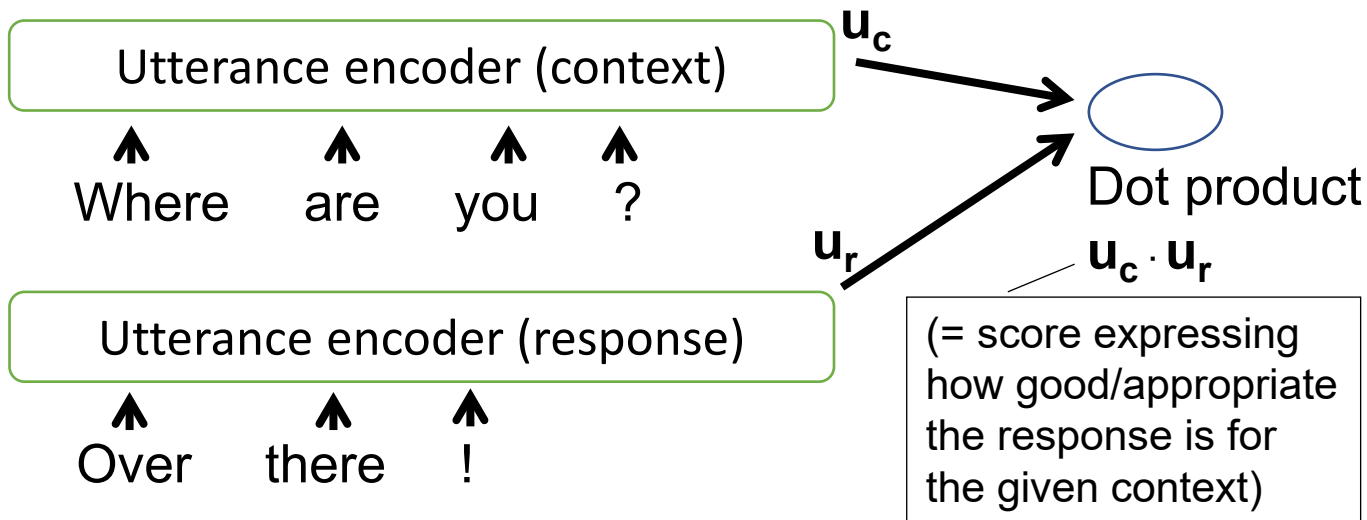 Utterance encoder (context)
u_c
Where are you ?
Dot product
u_c · u_r
u_r
Utterance encoder (response)
Over there !
(= score expressing
how good/appropriate
the response is for
the given context)